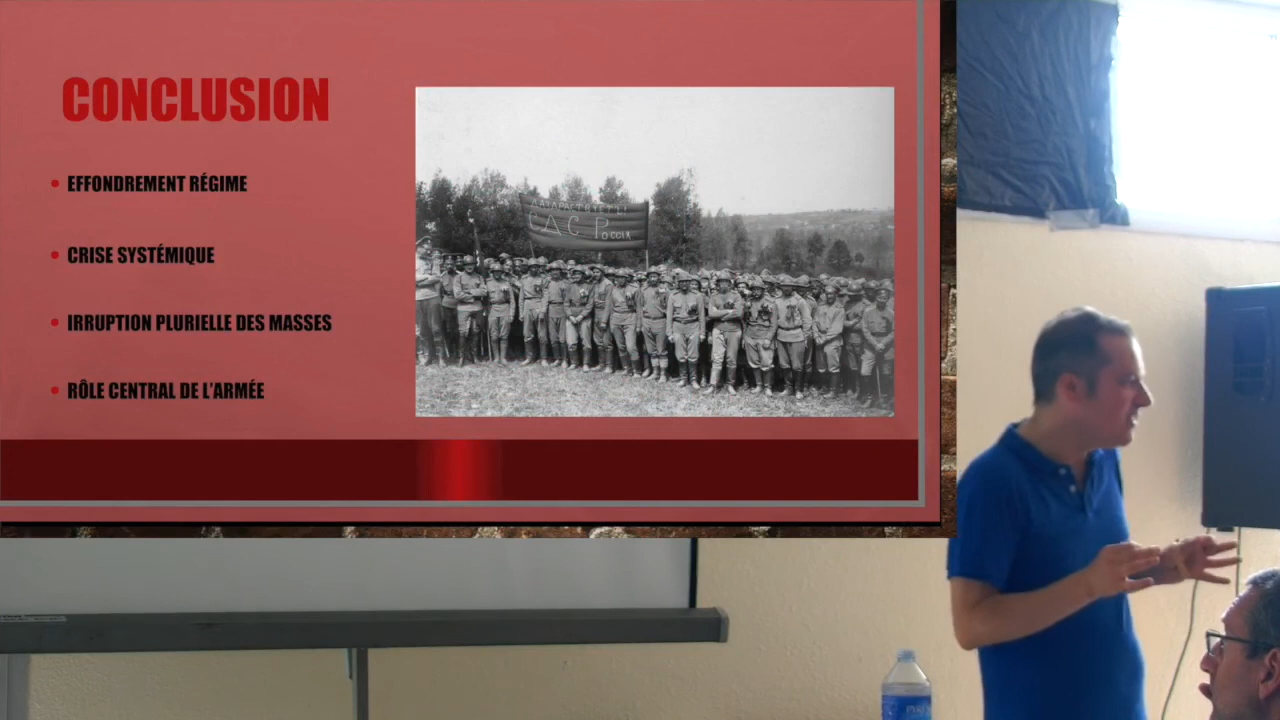 CONCLUSION
• EFFONDREMENT RÉGIME
• CRISE SYSTÉMIQUE
• IRRUPTION PLURIELLE DES MASSES
• RÔLE CENTRAL DE L'ARMÉE